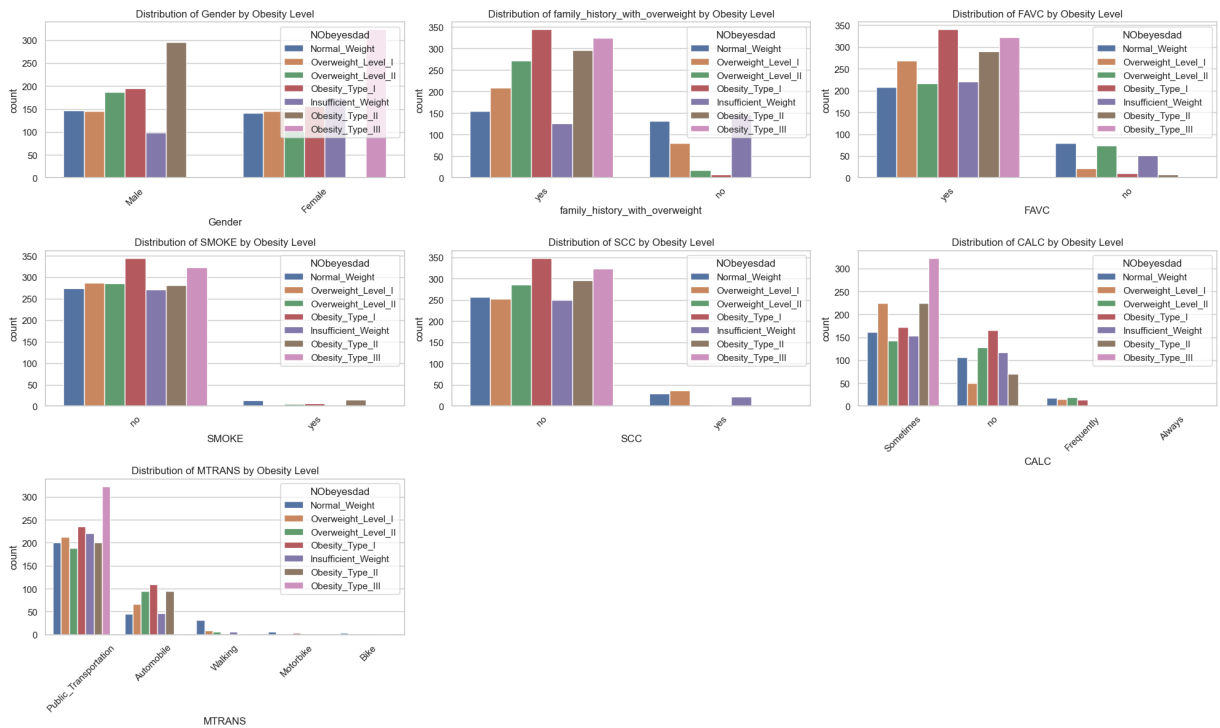 Distribution of Gender by Obesity Level
NObeyesdad
Normal_Weight
Overweight_Level_I
Overweight_Level_II
Obesity_Type_I
Insufficient_Weight
Obesity_Type_II
Obesity_Type_III
300
250
200
150
100
50
0
count
Male
Female
Gender
Distribution of family_history_with_overweight by Obesity Level
NObeyesdad
Normal_Weight
Overweight_Level_I
Overweight_Level_II
Obesity_Type_I
Insufficient_Weight
Obesity_Type_II
Obesity_Type_III
350
300
250
200
150
100
50
0
count
yes
no
family_history_with_overweight
Distribution of FAVC by Obesity Level
NObeyesdad
Normal_Weight
Overweight_Level_I
Overweight_Level_II
Obesity_Type_I
Insufficient_Weight
Obesity_Type_II
Obesity_Type_III
350
300
250
200
150
100
50
0
count
yes
no
FAVC
Distribution of SMOKE by Obesity Level
NObeyesdad
Normal_Weight
Overweight_Level_I
Overweight_Level_II
Obesity_Type_I
Insufficient_Weight
Obesity_Type_II
Obesity_Type_III
350
300
250
200
150
100
50
0
count
no
yes
SMOKE
Distribution of SCC by Obesity Level
NObeyesdad
Normal_Weight
Overweight_Level_I
Overweight_Level_II
Obesity_Type_I
Insufficient_Weight
Obesity_Type_II
Obesity_Type_III
350
300
250
200
150
100
50
0
count
no
yes
SCC
Distribution of CALC by Obesity Level
NObeyesdad
Normal_Weight
Overweight_Level_I
Overweight_Level_II
Obesity_Type_I
Insufficient_Weight
Obesity_Type_II
Obesity_Type_III
300
250
200
150
100
50
0
count
Sometimes
no
Frequently
Always
CALC
Distribution of MTRANS by Obesity Level
NObeyesdad
Normal_Weight
Overweight_Level_I
Overweight_Level_II
Obesity_Type_I
Insufficient_Weight
Obesity_Type_II
Obesity_Type_III
300
250
200
150
100
50
0
count
Public_Transportation
Automobile
Walking
Motorbike
Bike
MTRANS